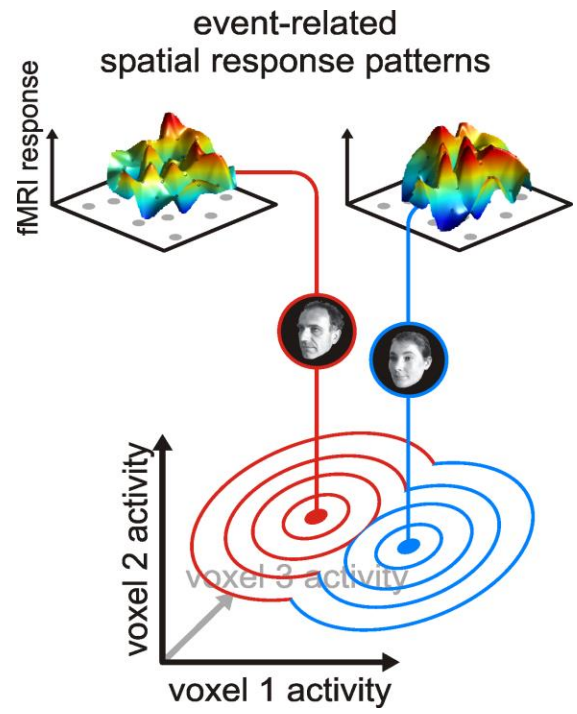 event-related
spatial response patterns
fMRI response
voxel 2 activity
voxel 3 activity
voxel 1 activity